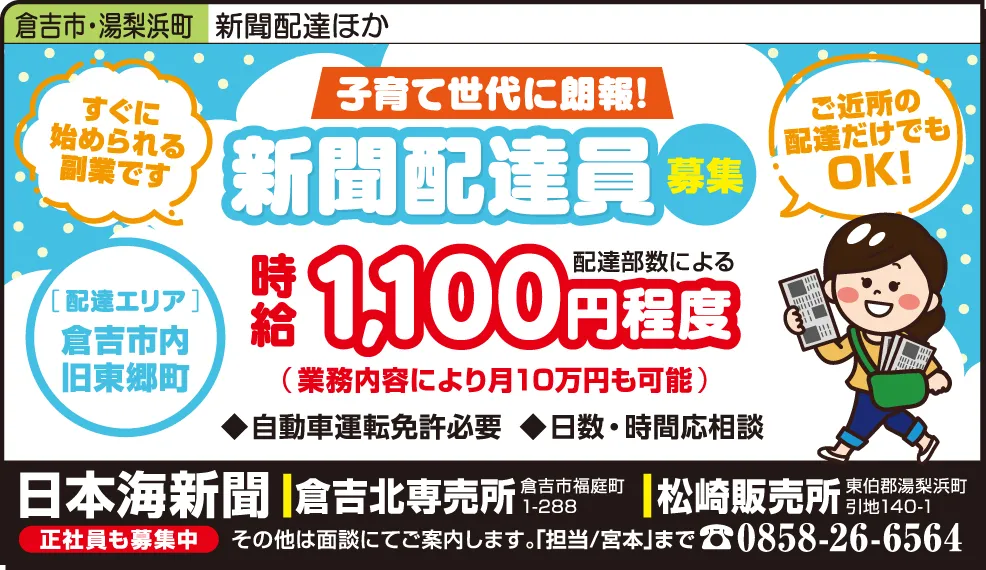 倉吉市・湯梨浜町 新聞配達ほか
子育て世代に朗報!
すぐに
始められる
副業です
新聞配達員 募集
ご近所の
配達だけでも
OK!
[配達エリア]
倉吉市内
旧東郷町
時給1,100円程度
配達部数による
(業務内容により月10万円も可能)
◆自動車運転免許必要 ◆日数・時間応相談
日本海新聞
倉吉北専売所 倉吉市福庭町
1-288
松崎販売所 東伯郡湯梨浜町
引地140-1
正社員も募集中 その他は面談にてご案内します。「担当/宮本」まで ☎0858-26-6564